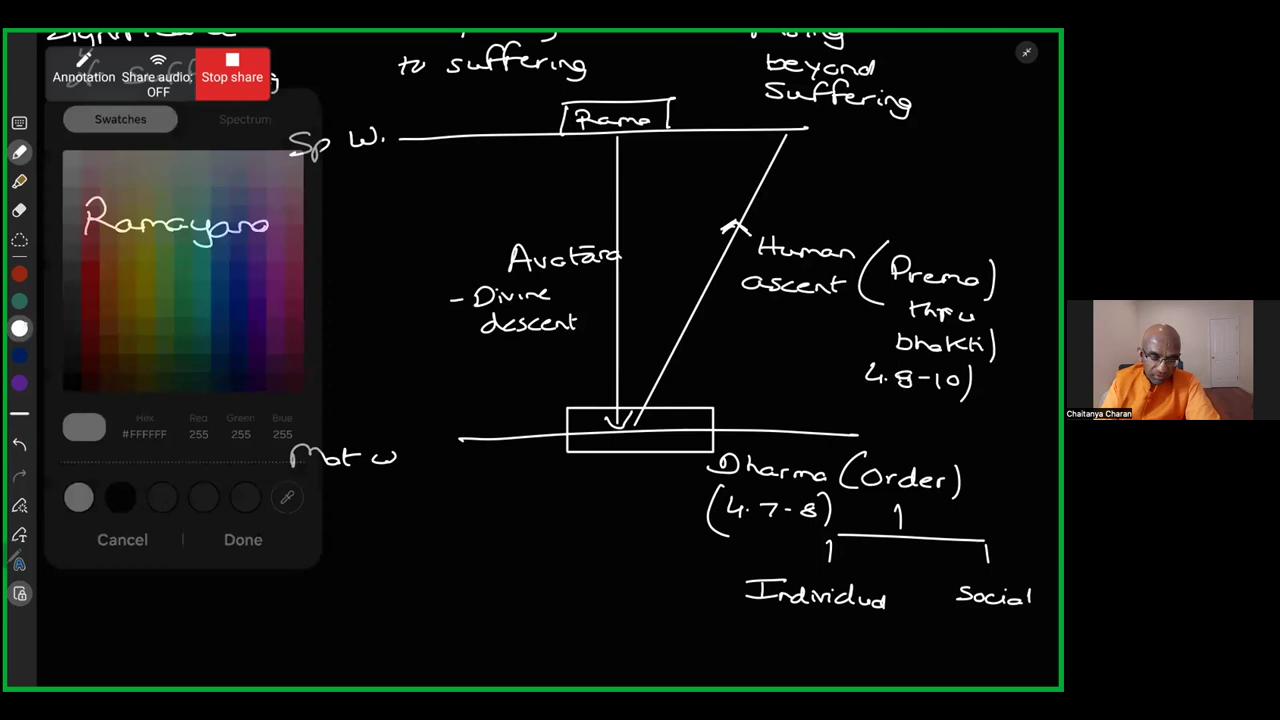 to suffering
beyond
Suffering
Annotation
Share audio:
OFF
Stop share
Swatches
Spectrum
Rama
Sp W.
Ramayana
Avatāra
- Divine
descent
Human
ascent
(Prema)
thru
bhakti)
4.8-10)
Hex
Red
Green
Blue
#FFFFFF
255
255
255
Mat w
Dharma (Order)
(4.7-8)
Individual
Social
Cancel
Done
Chaitanya Charan